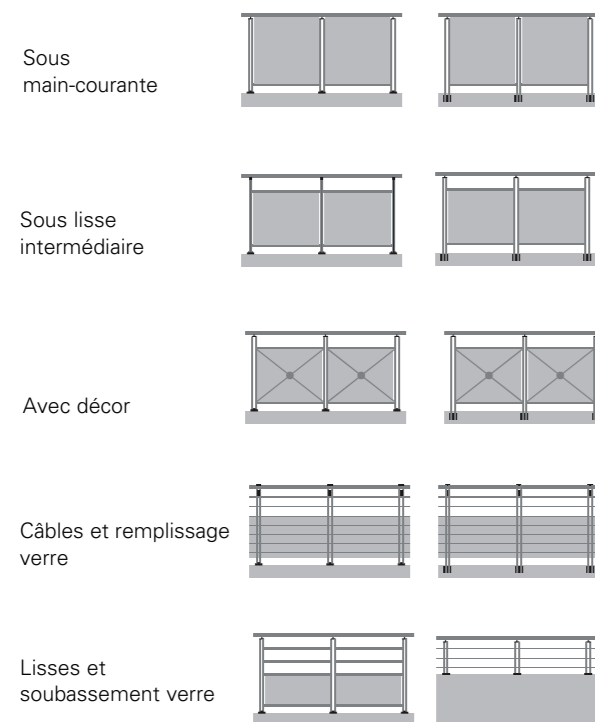 Sous
main-courante
Sous lisse
intermédiaire
Avec décor
Câbles et remplissage
verre
Lisses et
soubassement verre